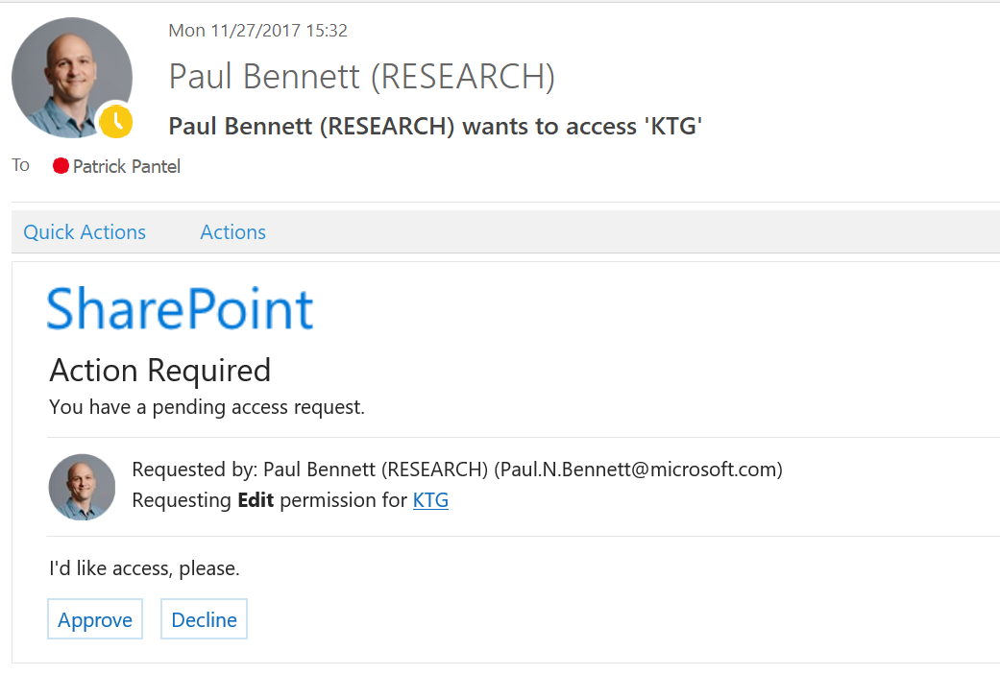 Mon 11/27/2017 15:32
Paul Bennett (RESEARCH)
Paul Bennett (RESEARCH) wants to access 'KTG'
To Patrick Pantel
Quick Actions Actions
SharePoint
Action Required
You have a pending access request.
Requested by: Paul Bennett (RESEARCH) (Paul.N.Bennett@microsoft.com)
Requesting Edit permission for KTG
I'd like access, please.
Approve Decline